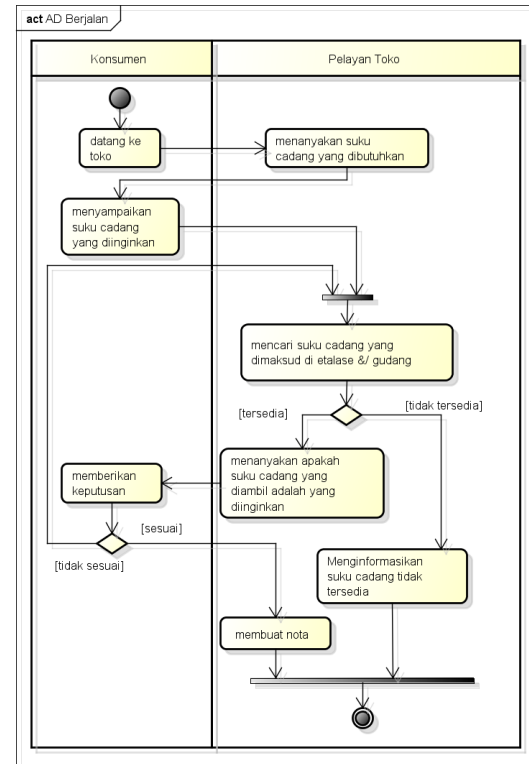 act AD Berjalan
Konsumen
Pelayan Toko
datang ke
toko
menanyakan suku
cadang yang dibutuhkan
menyampaikan
suku cadang
yang diinginkan
mencari suku cadang yang
dimaksud di etalase &/ gudang
[tersedia]
[tidak tersedia]
menanyakan apakah
suku cadang yang
diambil adalah yang
diinginkan
memberikan
keputusan
[sesuai]
[tidak sesuai]
Menginformasikan
suku cadang tidak
tersedia
membuat nota